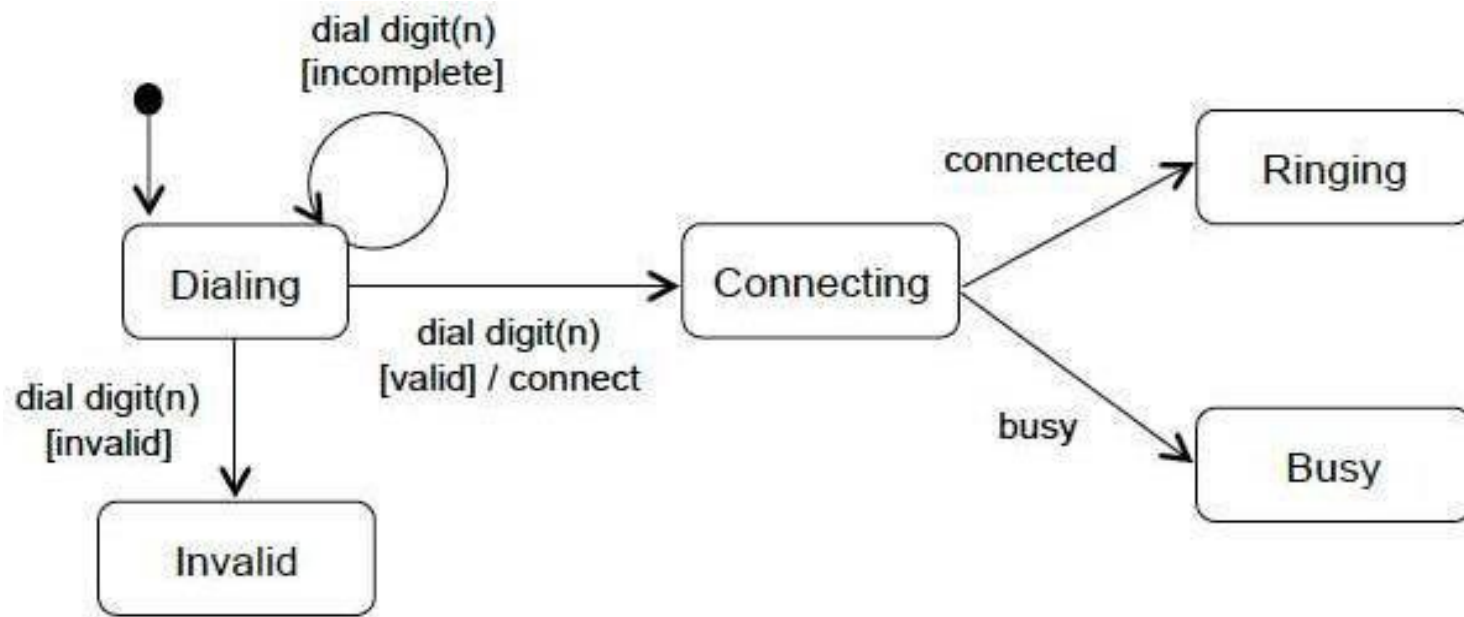 dial digit(n)
[incomplete]
connected
Ringing
Dialing
Connecting
dial digit(n)
[valid] / connect
dial digit(n)
[invalid]
busy
Busy
Invalid